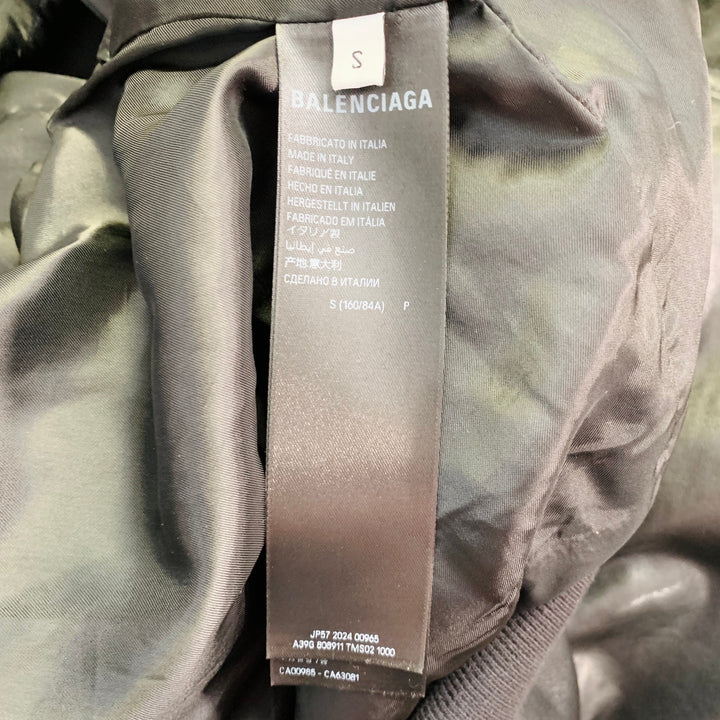 S
BALENCIAGA
FABBRICATO IN ITALIA
MADE IN ITALY
FABRIQUÉ EN ITALIE
HECHO EN ITALIA
HERGESTELLT IN ITALIEN
FABRICADO EM ITÁLIA
イタリア製
صنع في إيطاليا
产地:意大利
СДЕЛАНО В ИТАЛИИ
S (160/84A) P
JP57 2024 00965
A39G 808911 TMS02 1000
CA00985 - CA63081